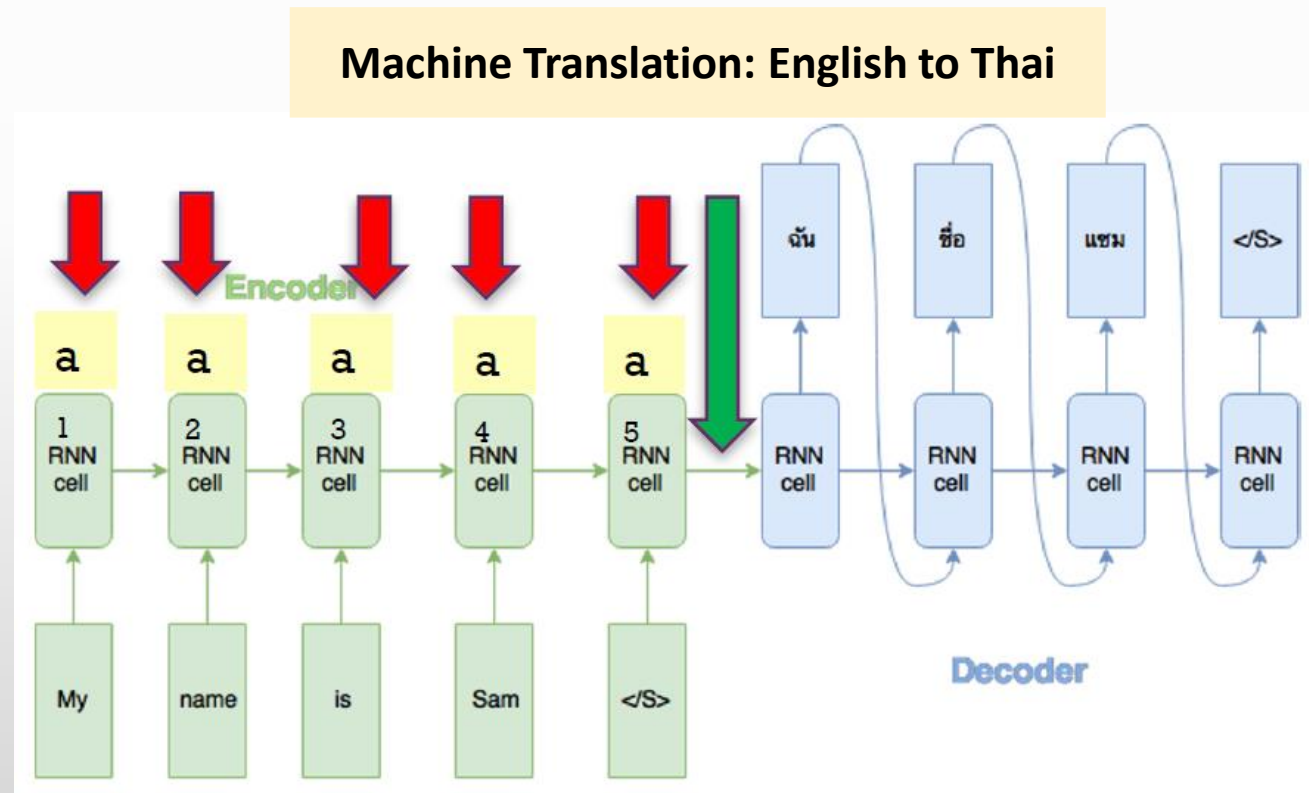 Machine Translation: English to Thai
Encoder
a a a a a
1 2 3 4 5
RNN RNN RNN RNN RNN
cell cell cell cell cell
My name is Sam </S>
ฉัน ชื่อ แซม </S>
RNN RNN RNN RNN
cell cell cell cell
Decoder